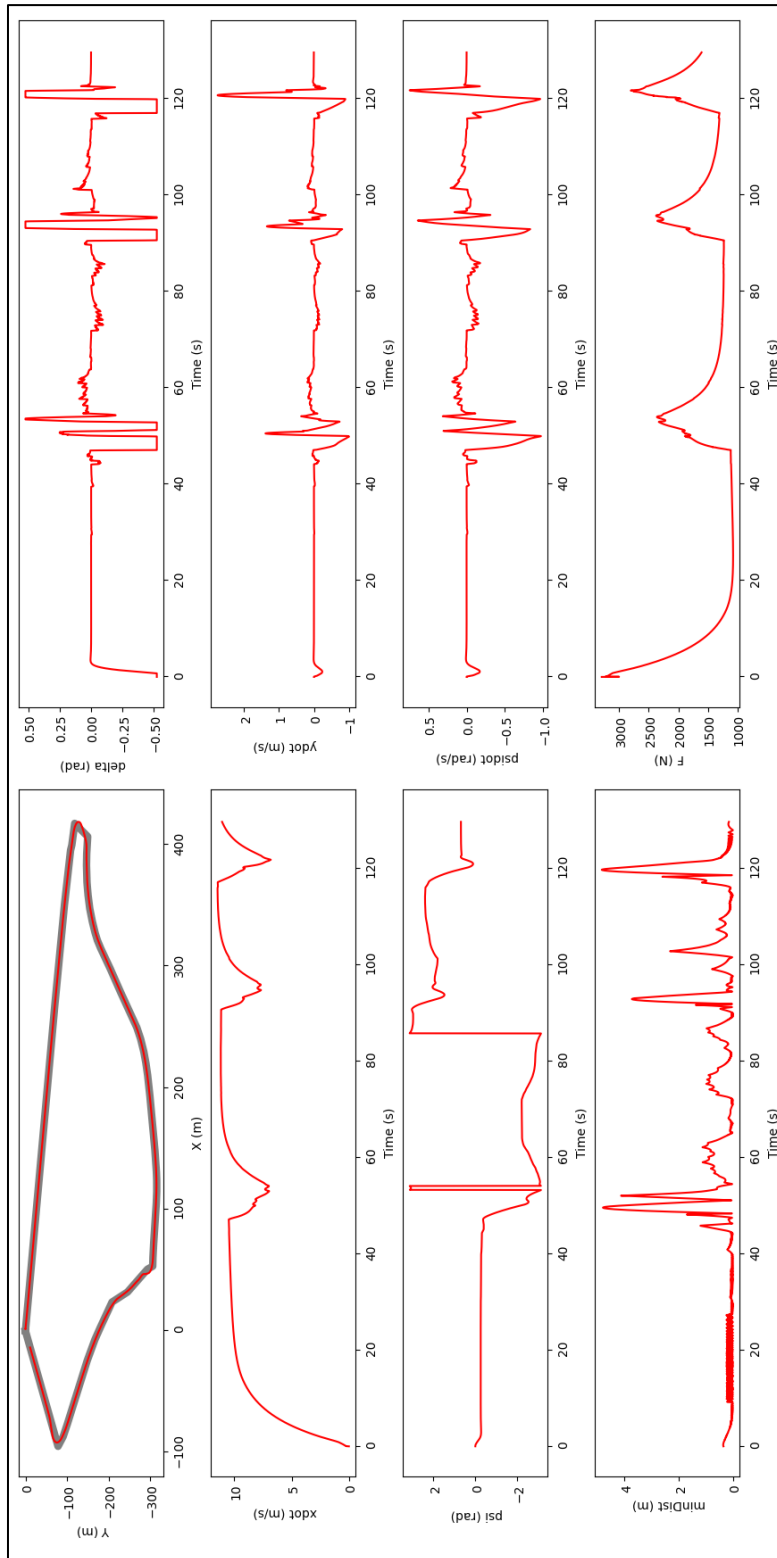 Y (m)
0
−100
−200
−300
−100 0 100 200 300 400
X (m)
delta (rad)
0.50
0.25
0.00
−0.25
−0.50
0 20 40 60 80 100 120
Time (s)
xdot (m/s)
10
5
0
0 20 40 60 80 100 120
Time (s)
ydot (m/s)
2
1
0
−1
0 20 40 60 80 100 120
Time (s)
psi (rad)
2
0
−2
0 20 40 60 80 100 120
Time (s)
psidot (rad/s)
0.5
0.0
−0.5
−1.0
0 20 40 60 80 100 120
Time (s)
minDist (m)
4
2
0
0 20 40 60 80 100 120
Time (s)
F (N)
3000
2000
1000
0 20 40 60 80 100 120
Time (s)